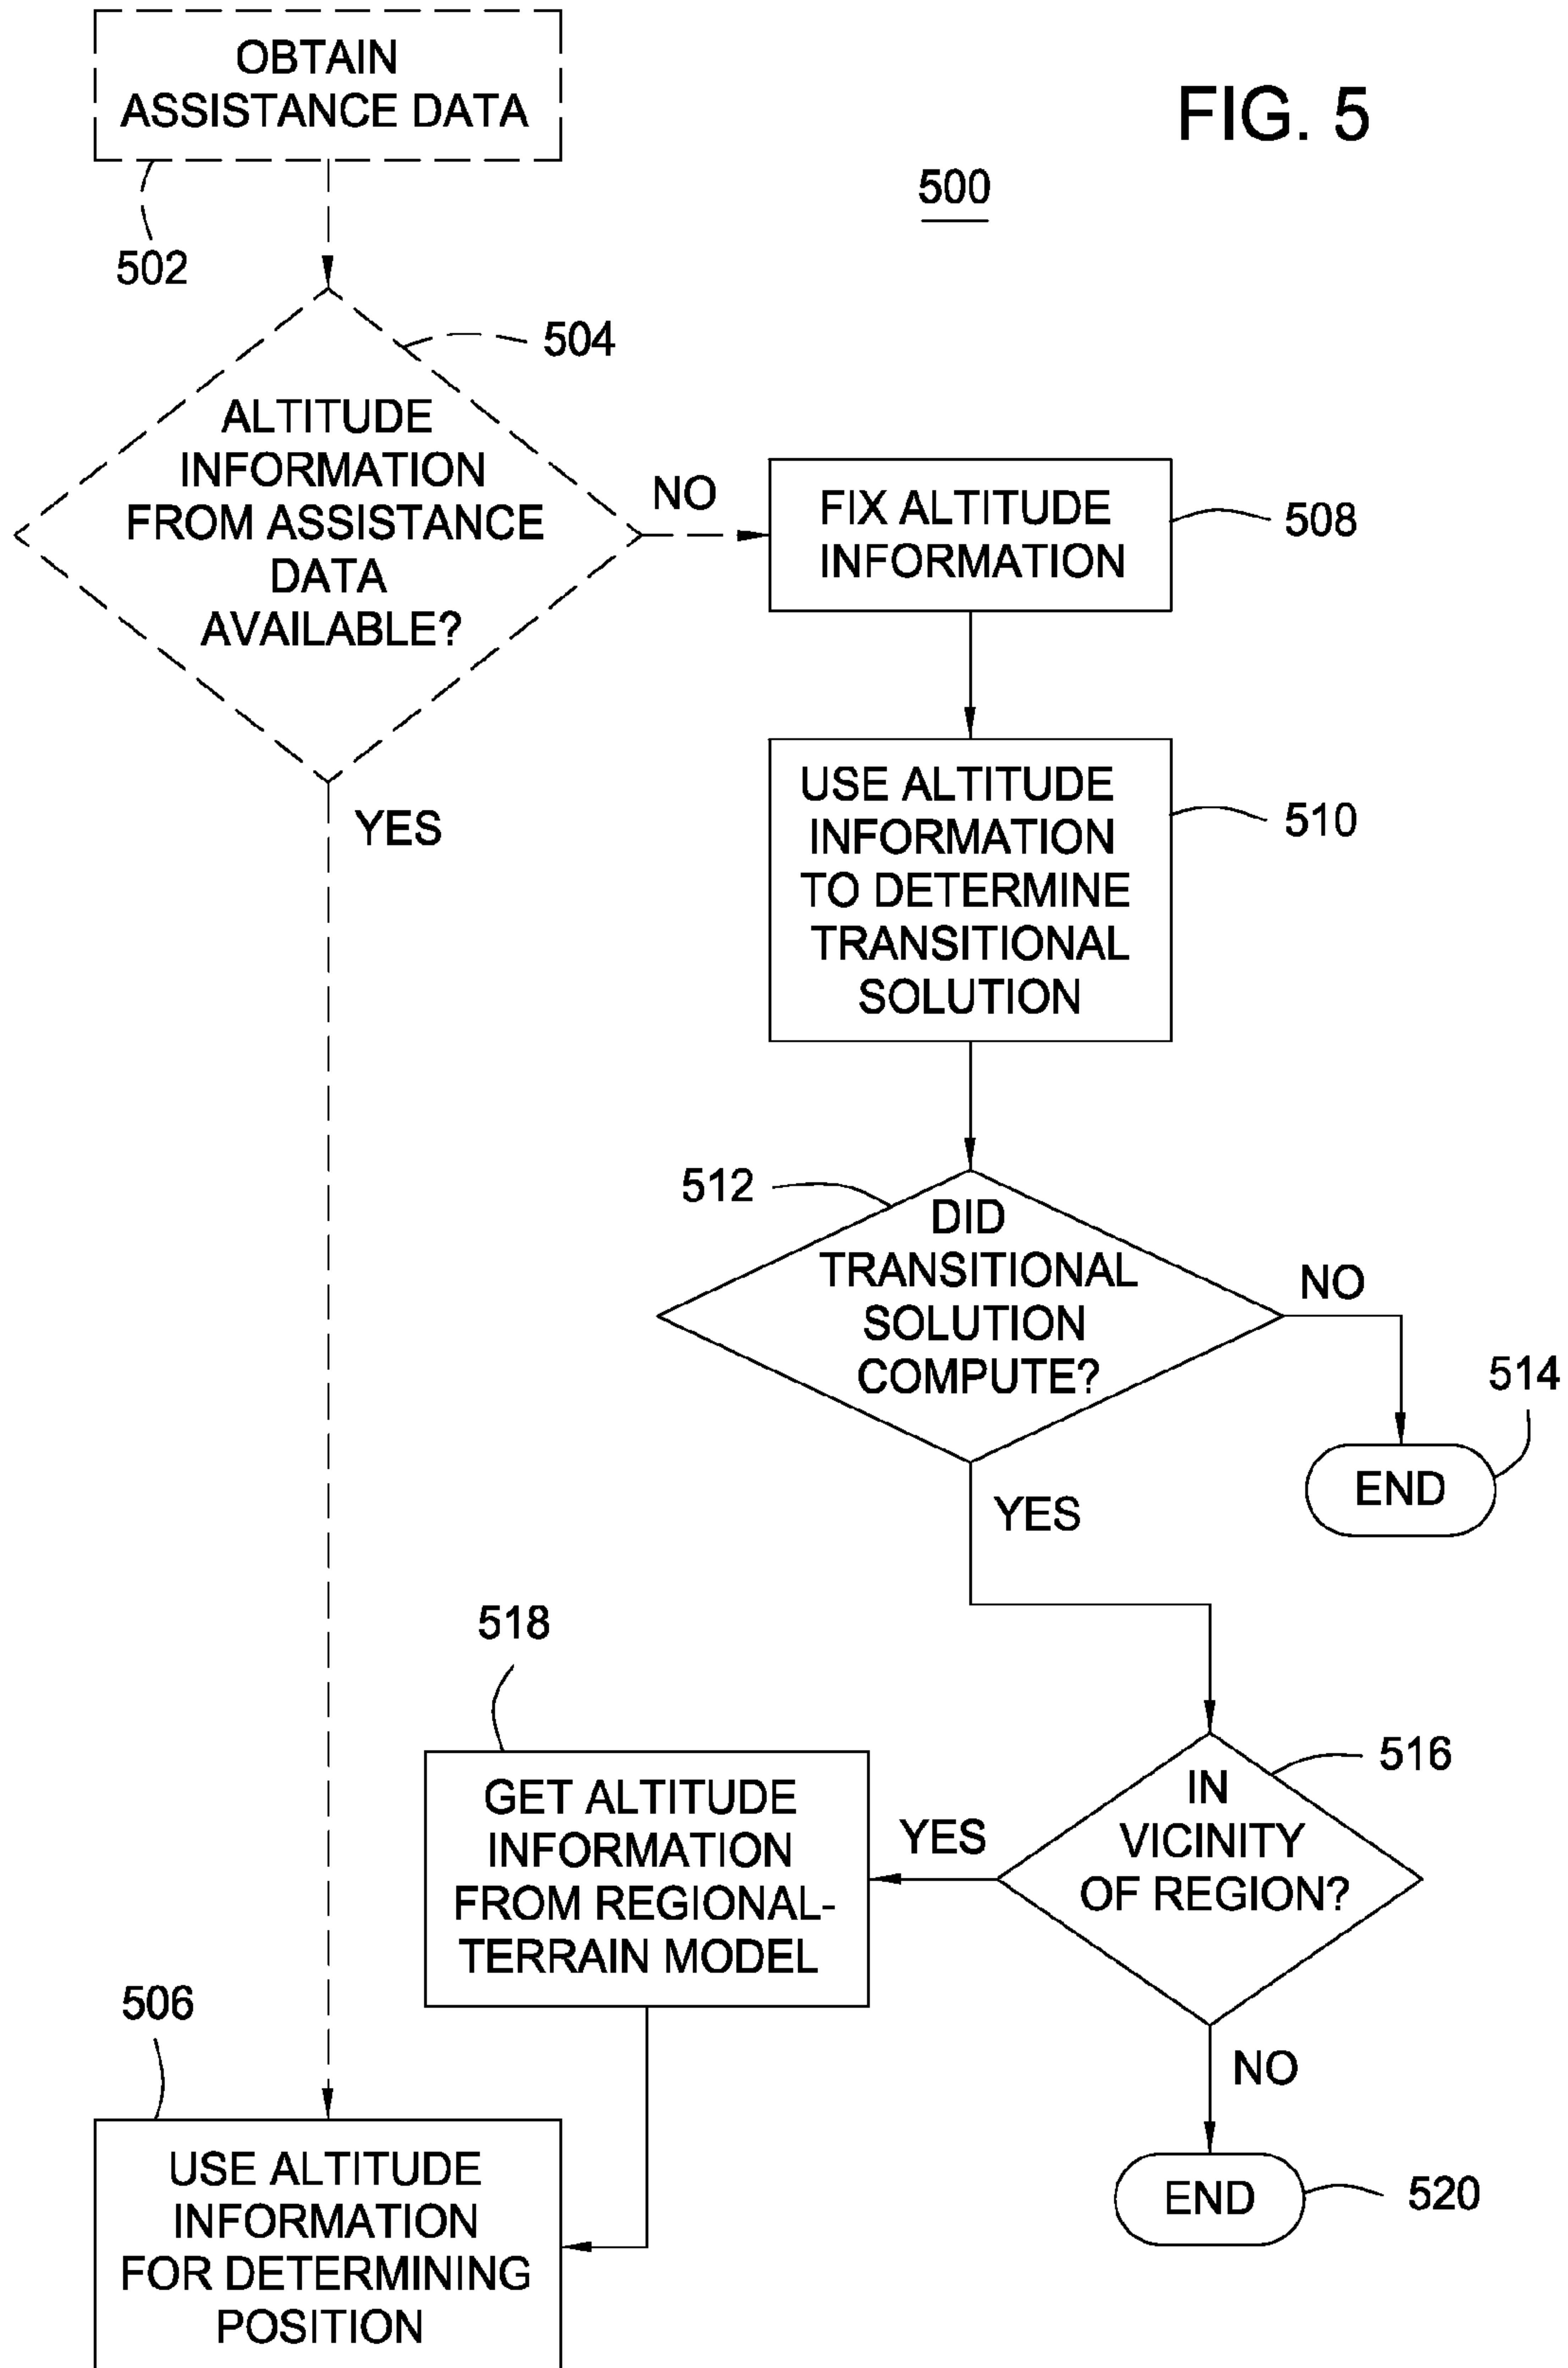 OBTAIN
ASSISTANCE DATA
FIG. 5
500
502
504
ALTITUDE
INFORMATION
FROM ASSISTANCE
DATA
AVAILABLE?
NO
FIX ALTITUDE
INFORMATION
508
YES
USE ALTITUDE
INFORMATION
TO DETERMINE
TRANSITIONAL
SOLUTION
510
512
DID
TRANSITIONAL
SOLUTION
COMPUTE?
NO
514
END
YES
518
516
GET ALTITUDE
INFORMATION
FROM REGIONAL-
TERRAIN MODEL
YES
IN
VICINITY
OF REGION?
506
NO
USE ALTITUDE
INFORMATION
FOR DETERMINING
POSITION
END
520